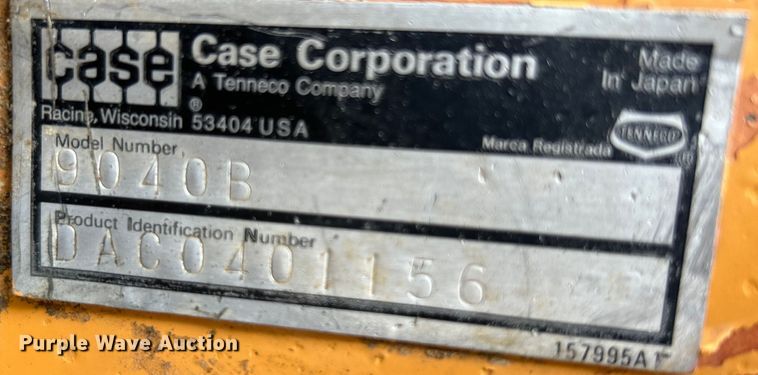 case
Case Corporation
A Tenneco Company
Made
In Japan
®
Racine, Wisconsin 53404 USA
Marca Registrada
TENNECO
®
Model Number
9040B
Product Identification Number
DAC0401156
157995A1
Purple Wave Auction